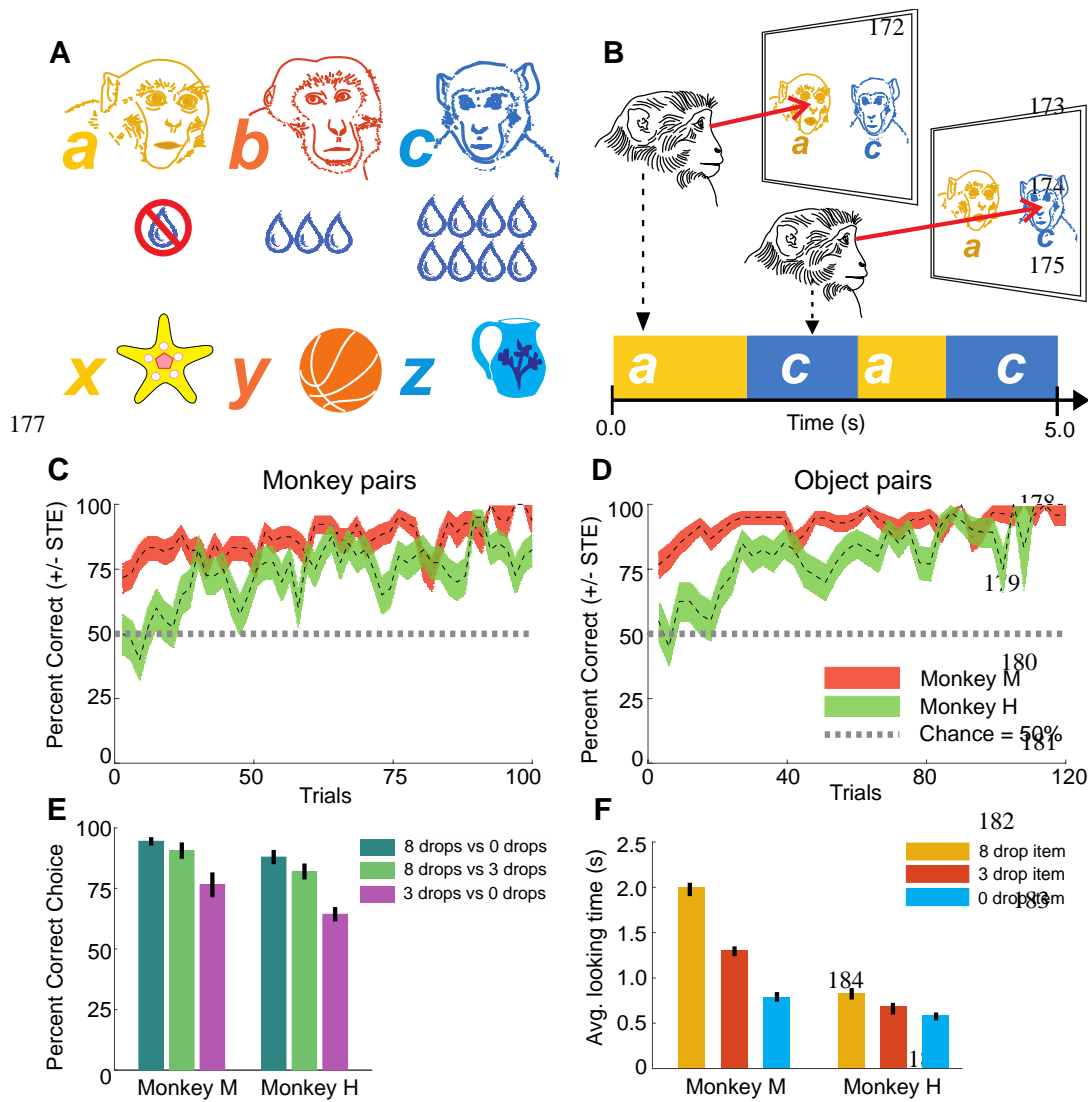 A
a
b
c
x
y
z
177
B
172
a
c
173
174
a
c
175
a
c
a
c
0.0
Time (s)
5.0
C
Monkey pairs
Percent Correct (+/- STE)
100
75
50
25
0
0
50
75
100
Trials
D
Object pairs
Percent Correct (+/- STE)
100
75
50
25
0
178
179
180
Monkey M
Monkey H
Chance = 50%
181
0
40
80
120
Trials
E
Percent Correct Choice
100
75
50
25
0
8 drops vs 0 drops
8 drops vs 3 drops
3 drops vs 0 drops
Monkey M
Monkey H
F
182
Avg. looking time (s)
2.5
2.0
1.5
1.0
0.5
0
8 drop item
3 drop item
0 drop item
183
184
Monkey M
Monkey H